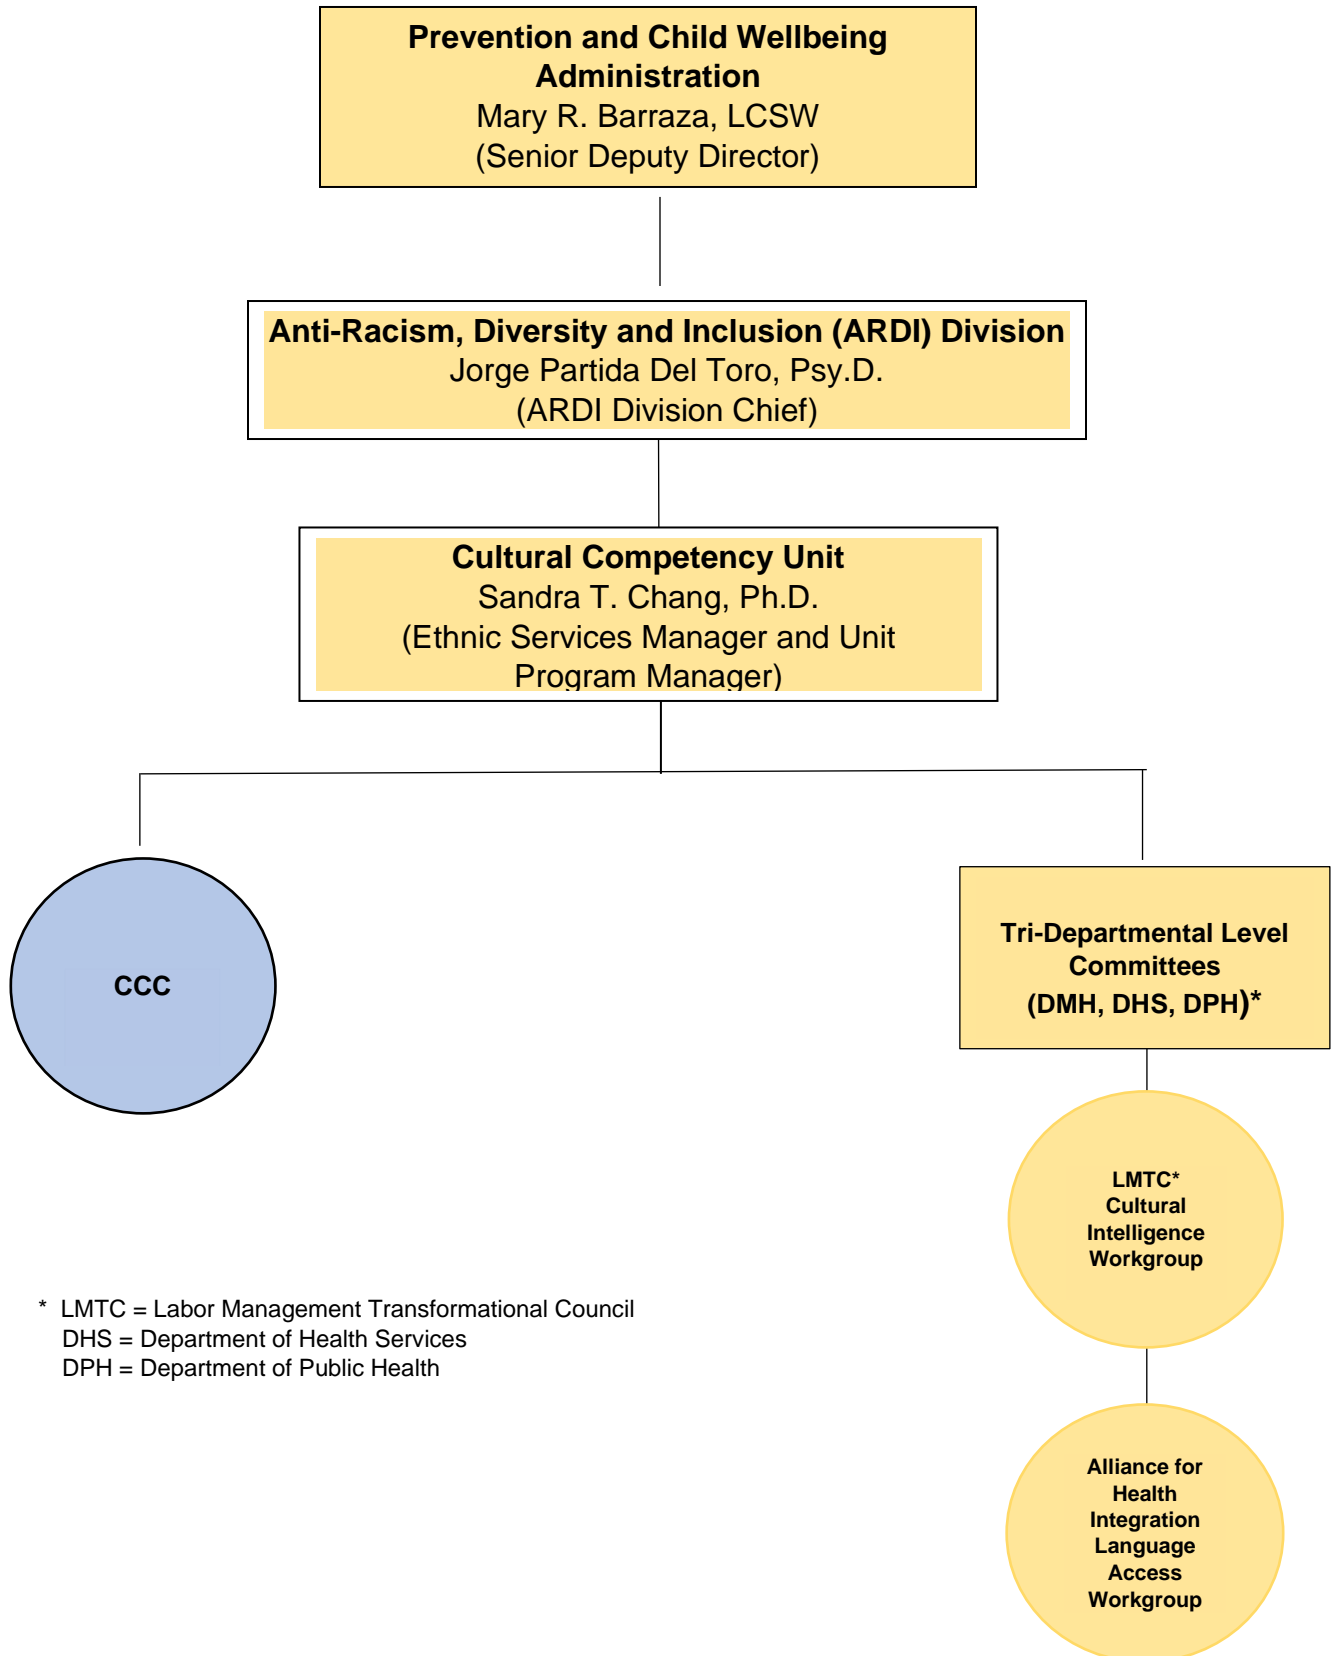 Prevention and Child Wellbeing
Administration
Mary R. Barraza, LCSW
(Senior Deputy Director)
Anti-Racism, Diversity and Inclusion (ARDI) Division
Jorge Partida Del Toro, Psy.D.
(ARDI Division Chief)
Cultural Competency Unit
Sandra T. Chang, Ph.D.
(Ethnic Services Manager and Unit
Program Manager)
CCC
Tri-Departmental Level
Committees
(DMH, DHS, DPH)*
LMTC*
Cultural
Intelligence
Workgroup
* LMTC = Labor Management Transformational Council
DHS = Department of Health Services
DPH = Department of Public Health
Alliance for
Health
Integration
Language
Access
Workgroup